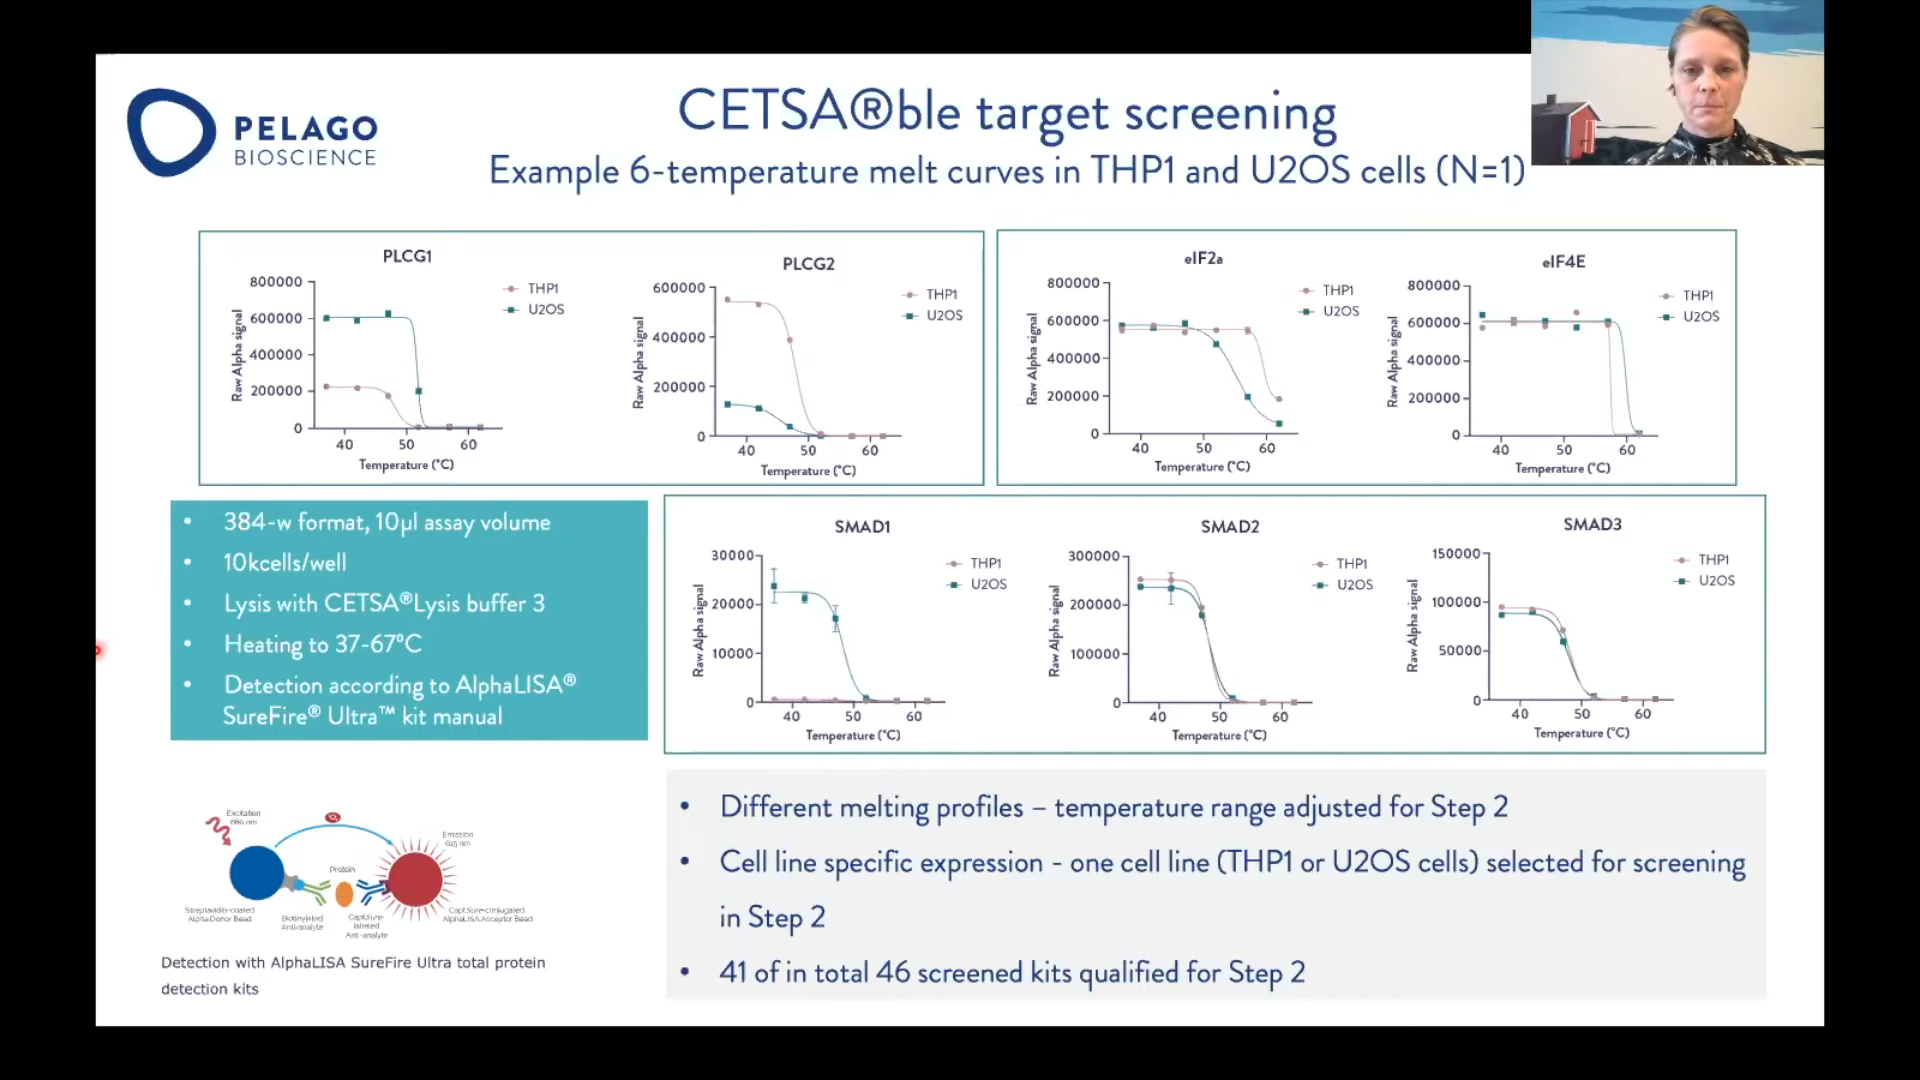 PELAGO
BIOSCIENCE
CETSA®ble target screening
Example 6-temperature melt curves in THP1 and U2OS cells (N=1)
PLCG1
800000
600000
400000
200000
0
40 50 60
Raw Alpha signal
Temperature (°C)
THP1
U2OS
PLCG2
600000
400000
200000
0
40 50 60
Raw Alpha signal
Temperature (°C)
THP1
U2OS
eIF2a
800000
600000
400000
200000
0
40 50 60
Raw Alpha signal
Temperature (°C)
THP1
U2OS
eIF4E
800000
600000
400000
200000
0
40 50 60
Raw Alpha signal
Temperature (°C)
THP1
U2OS
• 384-w format, 10µl assay volume
• 10kcells/well
• Lysis with CETSA®Lysis buffer 3
• Heating to 37-67°C
• Detection according to AlphaLISA®
SureFire® Ultra™ kit manual
SMAD1
30000
20000
10000
0
40 50 60
Raw Alpha signal
Temperature (°C)
THP1
U2OS
SMAD2
300000
200000
100000
0
40 50 60
Raw Alpha signal
Temperature (°C)
THP1
U2OS
SMAD3
150000
100000
50000
0
40 50 60
Raw Alpha signal
Temperature (°C)
THP1
U2OS
Excitation
680 nm
Emission
615 nm
Protein
Streptavidin-coated
Alpha Donor Bead
Biotinylated
Anti-analyte
CaptSure-
labeled
Anti-analyte
CaptSure-conjugated
AlphaLISA Acceptor Bead
Detection with AlphaLISA SureFire Ultra total protein
detection kits
• Different melting profiles – temperature range adjusted for Step 2
• Cell line specific expression - one cell line (THP1 or U2OS cells) selected for screening
in Step 2
• 41 of in total 46 screened kits qualified for Step 2